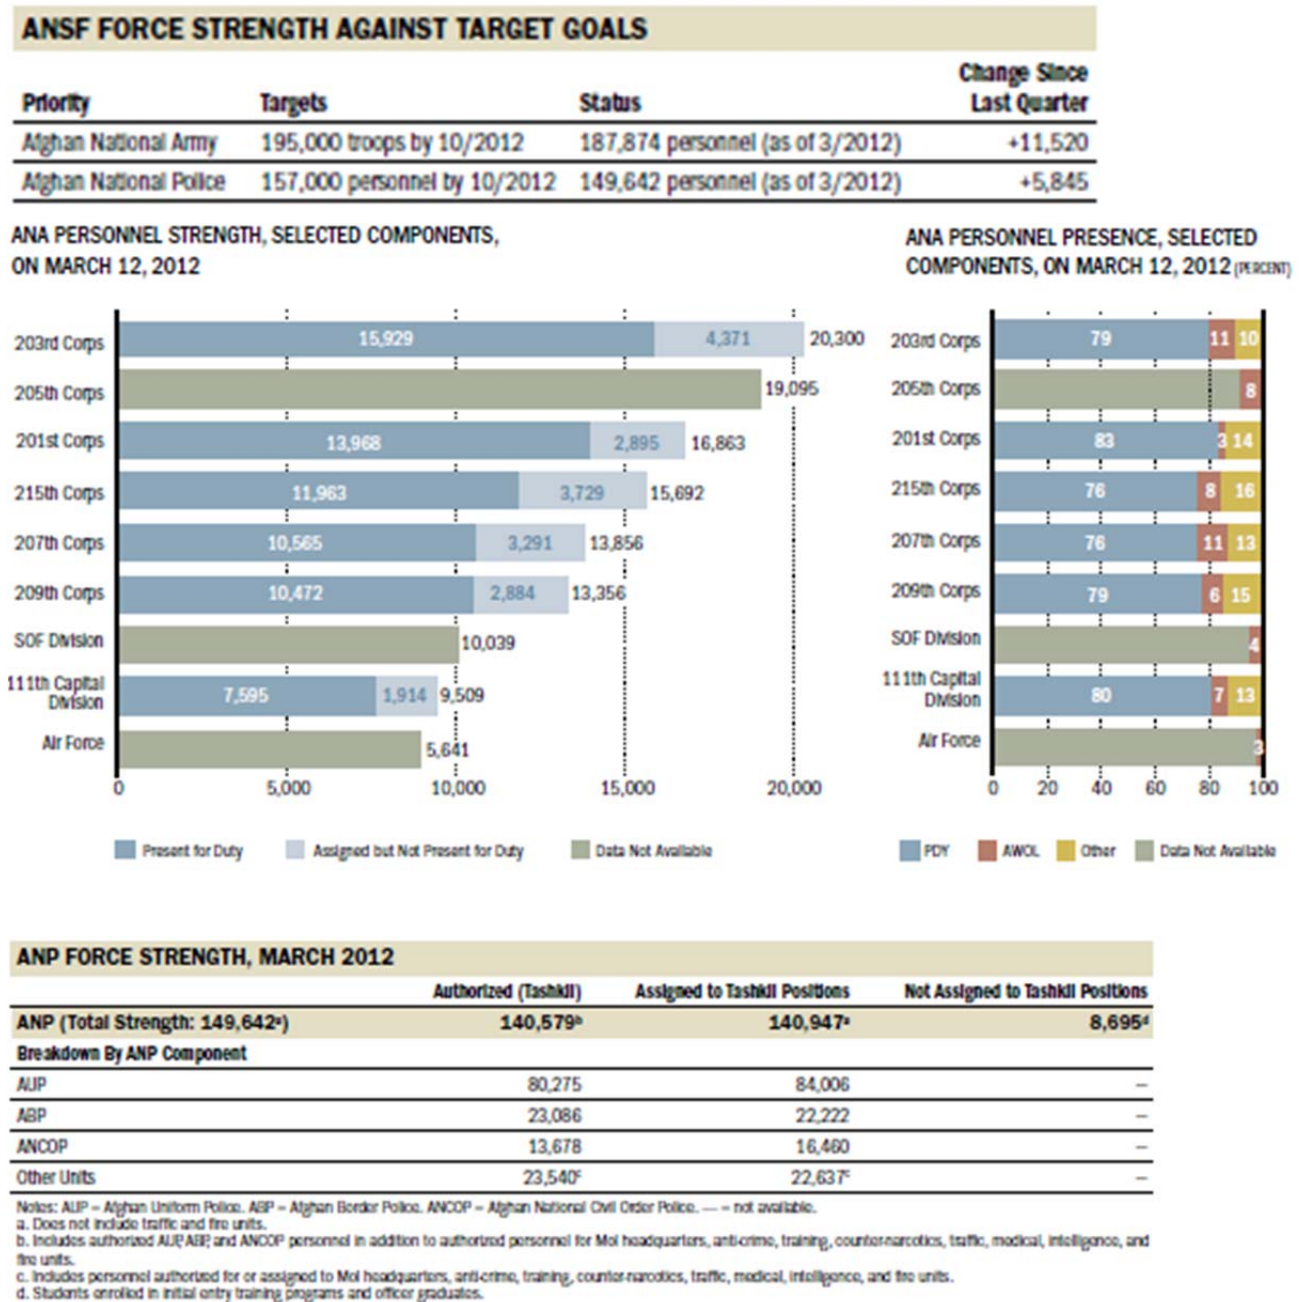 ANSF FORCE STRENGTH AGAINST TARGET GOALS
Priority Targets Status Change Since Last Quarter
Afghan National Army 195,000 troops by 10/2012 187,874 personnel (as of 3/2012) +11,520
Afghan National Police 157,000 personnel by 10/2012 149,642 personnel (as of 3/2012) +5,845
ANA PERSONNEL STRENGTH, SELECTED COMPONENTS,
ON MARCH 12, 2012
203rd Corps 15,929 4,371 20,300
205th Corps 19,095
201st Corps 13,968 2,895 16,863
215th Corps 11,963 3,729 15,692
207th Corps 10,565 3,291 13,856
209th Corps 10,472 2,884 13,356
SOF Division 10,039
111th Capital
Division 7,595 1,914 9,509
Air Force 5,641
0 5,000 10,000 15,000 20,000
Present for Duty Assigned but Not Present for Duty Data Not Available
ANA PERSONNEL PRESENCE, SELECTED
COMPONENTS, ON MARCH 12, 2012 (PERCENT)
203rd Corps 79 11 10
205th Corps 8
201st Corps 83 3 14
215th Corps 76 8 16
207th Corps 76 11 13
209th Corps 79 6 15
SOF Division 4
111th Capital
Division 80 7 13
Air Force 3
0 20 40 60 80 100
PDY AWOL Other Data Not Available
ANP FORCE STRENGTH, MARCH 2012
Authorized (Tashkil) Assigned to Tashkil Positions Not Assigned to Tashkil Positions
ANP (Total Strength: 149,642a) 140,579b 140,947a 8,695d
Breakdown By ANP Component
AUP 80,275 84,006 –
ABP 23,086 22,222 –
ANCOP 13,678 16,460 –
Other Units 23,540c 22,637c –
Notes: AUP = Afghan Uniform Police. ABP = Afghan Border Police. ANCOP = Afghan National Civil Order Police. — = not available.
a. Does not include traffic and fire units.
b. Includes authorized AUP, ABP, and ANCOP personnel in addition to authorized personnel for MoI headquarters, anti-crime, training, counter-narcotics, traffic, medical, intelligence, and
fire units.
c. Includes personnel authorized for or assigned to MoI headquarters, anti-crime, training, counter-narcotics, traffic, medical, intelligence, and fire units.
d. Students enrolled in initial entry training programs and officer graduates.